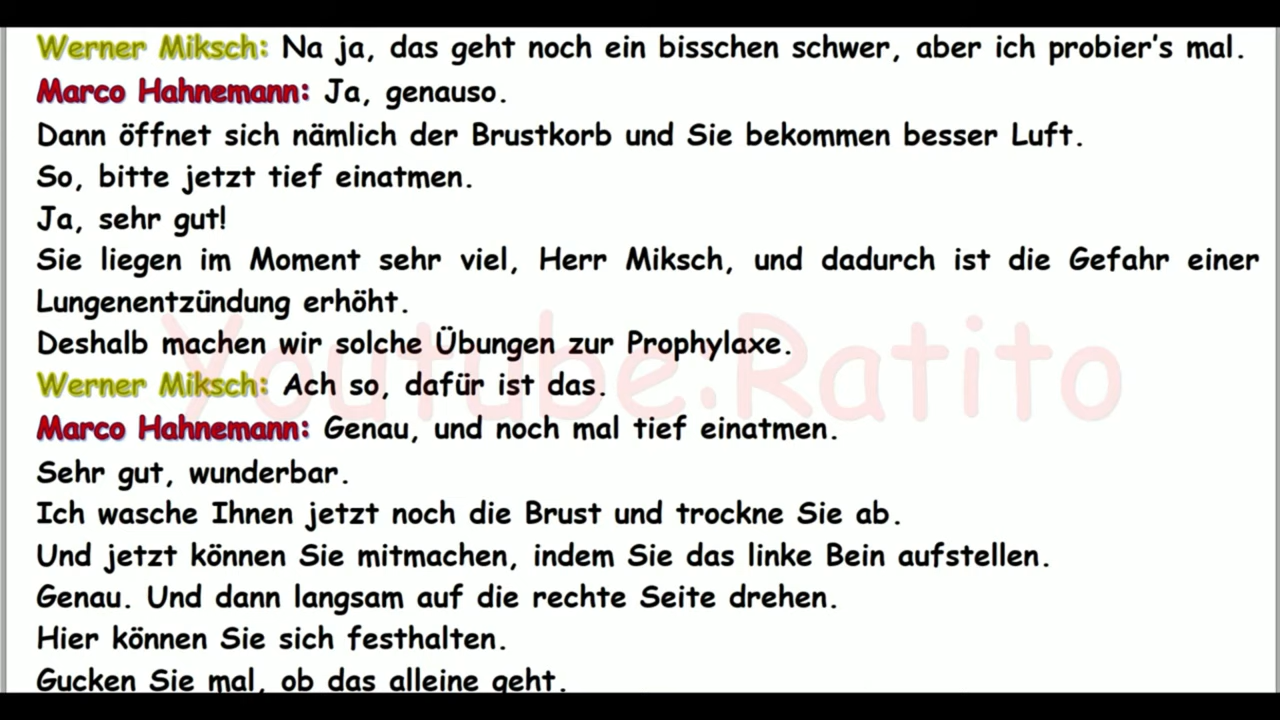 Werner Miksch: Na ja, das geht noch ein bisschen schwer, aber ich probier's mal.
Marco Hahnemann: Ja, genauso.
Dann öffnet sich nämlich der Brustkorb und Sie bekommen besser Luft.
So, bitte jetzt tief einatmen.
Ja, sehr gut!
Sie liegen im Moment sehr viel, Herr Miksch, und dadurch ist die Gefahr einer
Lungenentzündung erhöht.
Deshalb machen wir solche Übungen zur Prophylaxe.
Youtube:Ratito
Werner Miksch: Ach so, dafür ist das.
Marco Hahnemann: Genau, und noch mal tief einatmen.
Sehr gut, wunderbar.
Ich wasche Ihnen jetzt noch die Brust und trockne Sie ab.
Und jetzt können Sie mitmachen, indem Sie das linke Bein aufstellen.
Genau. Und dann langsam auf die rechte Seite drehen.
Hier können Sie sich festhalten.
Gucken Sie mal, ob das alleine geht.